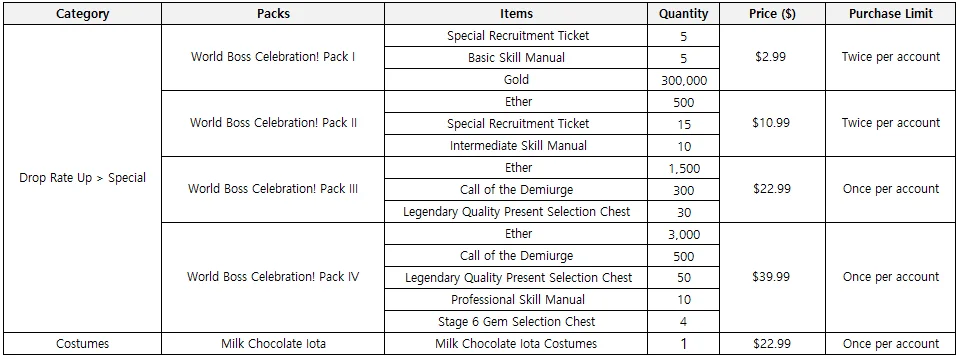 Category Packs Items Quantity Price ($) Purchase Limit
Drop Rate Up > Special
World Boss Celebration! Pack I
Special Recruitment Ticket 5
Basic Skill Manual 5
Gold 300,000
$2.99
Twice per account
World Boss Celebration! Pack II
Ether 500
Special Recruitment Ticket 15
Intermediate Skill Manual 10
$10.99
Twice per account
World Boss Celebration! Pack III
Ether 1,500
Call of the Demiurge 300
Legendary Quality Present Selection Chest 30
$22.99
Once per account
World Boss Celebration! Pack IV
Ether 3,000
Call of the Demiurge 500
Legendary Quality Present Selection Chest 50
Professional Skill Manual 10
Stage 6 Gem Selection Chest 4
$39.99
Once per account
Costumes Milk Chocolate Iota Milk Chocolate Iota Costumes 1 $22.99 Once per account